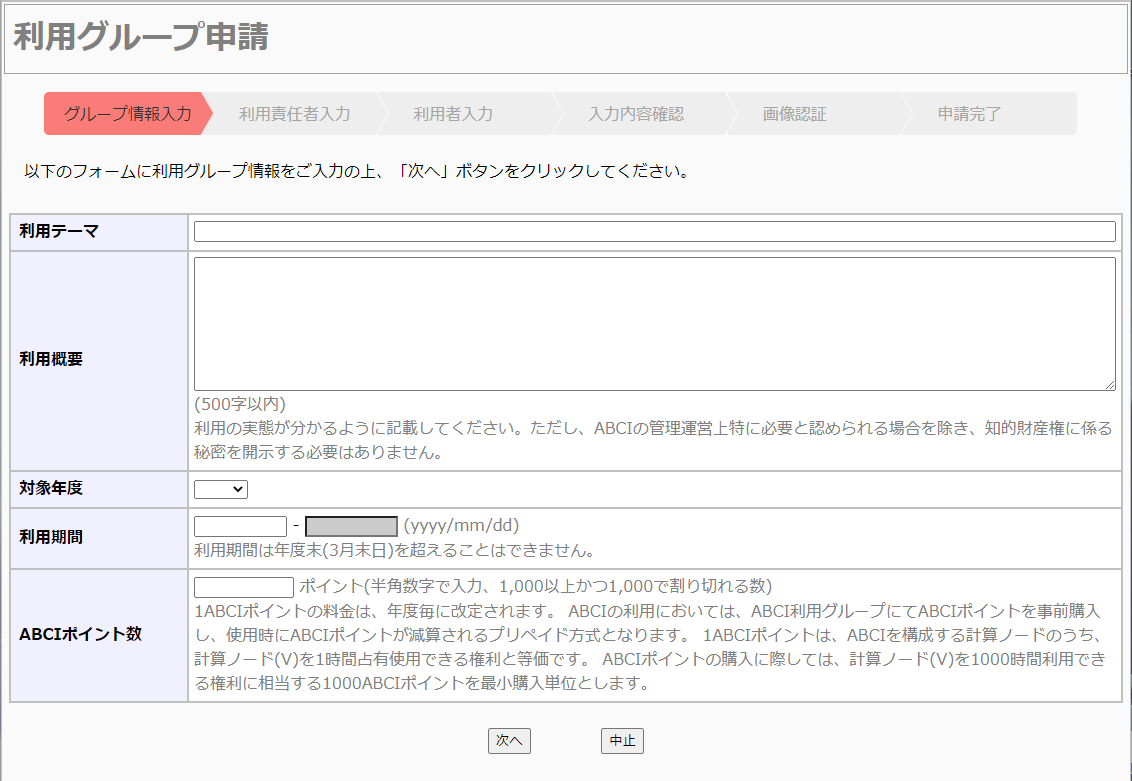 利用グループ申請
グループ情報入力
利用責任者入力
利用者入力
入力内容確認
画像認証
申請完了
以下のフォームに利用グループ情報をご入力の上、「次へ」ボタンをクリックしてください。
利用テーマ
利用概要
(500字以内)
利用の実態が分かるように記載してください。ただし、ABCIの管理運営上特に必要と認められる場合を除き、知的財産権に係る
秘密を開示する必要はありません。
対象年度
利用期間
- (yyyy/mm/dd)
利用期間は年度末(3月末日)を超えることはできません。
ABCIポイント数
ポイント(半角数字で入力、1,000以上かつ1,000で割り切れる数)
1ABCIポイントの料金は、年度毎に改定されます。 ABCIの利用においては、ABCI利用グループにてABCIポイントを事前購入
し、使用時にABCIポイントが減算されるプリペイド方式となります。 1ABCIポイントは、ABCIを構成する計算ノードのうち、
計算ノード(V)を1時間占有使用できる権利と等価です。 ABCIポイントの購入に際しては、計算ノード(V)を1000時間利用でき
る権利に相当する1000ABCIポイントを最小購入単位とします。
次へ
中止